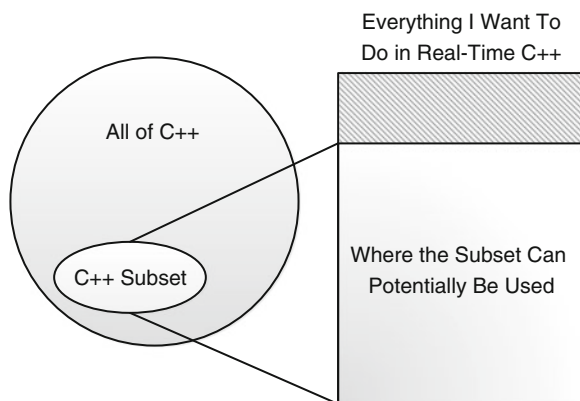 Everything I Want To
Do in Real-Time C++
All of C++
C++ Subset
Where the Subset Can
Potentially Be Used